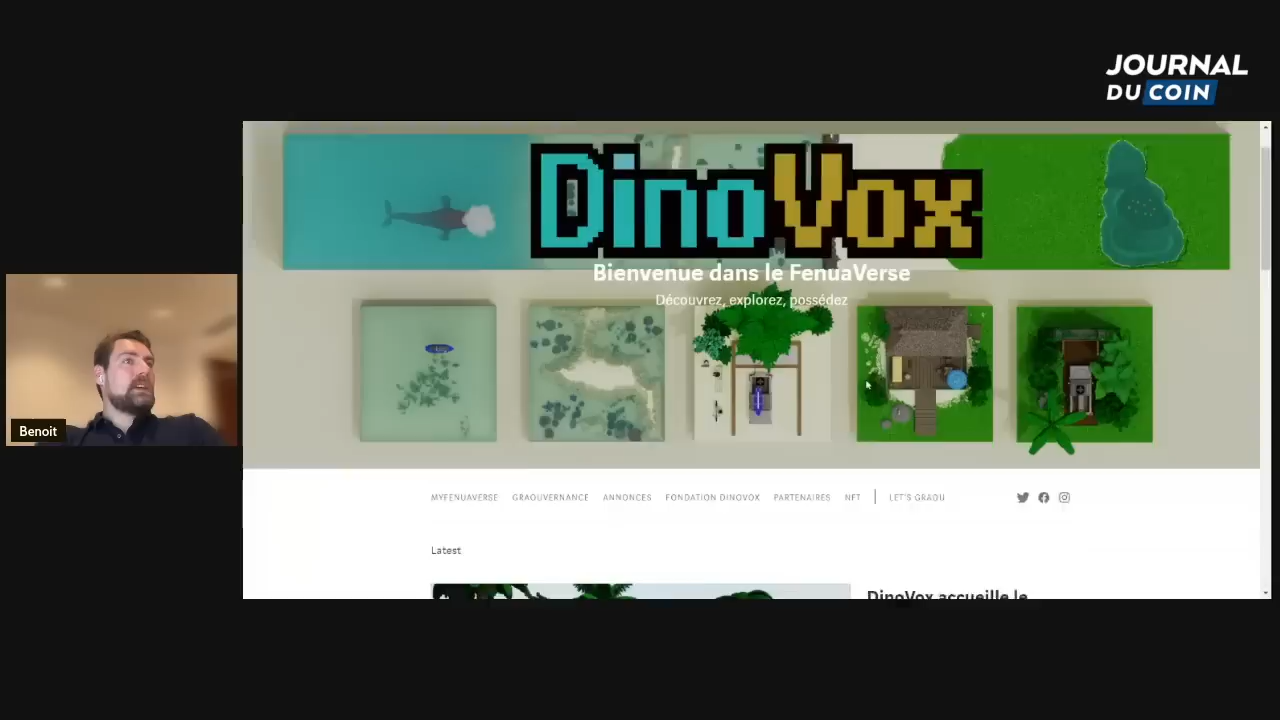 JOURNAL
DU COIN
DinoVox
Bienvenue dans le FenuaVerse
Découvrez, explorez, possédez
Benoit
MYFENUAVERSE GRAOUVERNANCE ANNONCES FONDATION DINOVOX PARTENAIRES NFT LET'S GRAOU
Latest
DinoVox accueille le